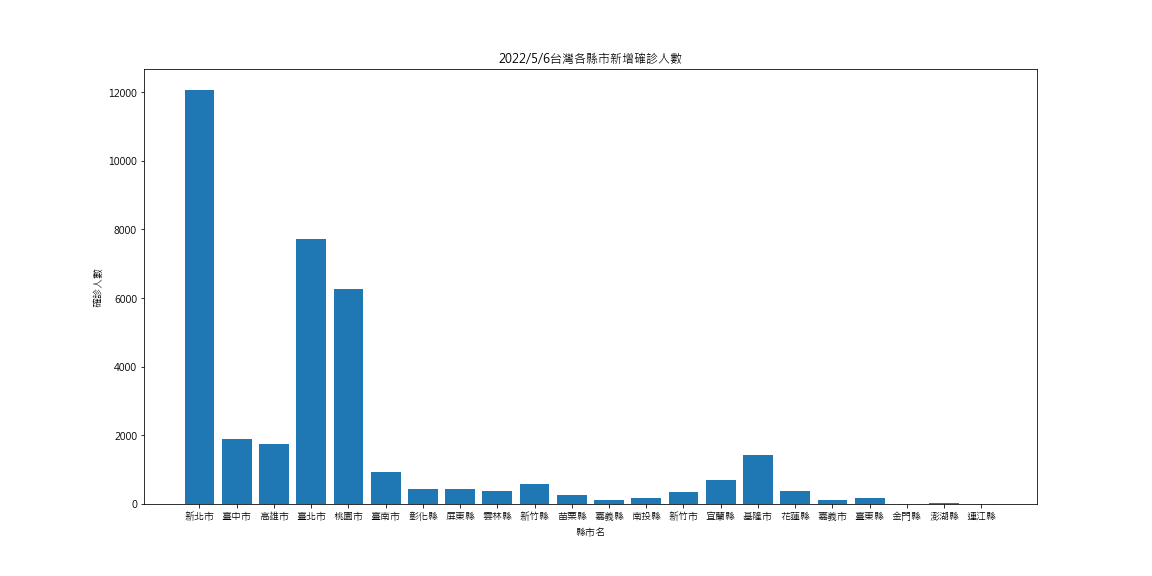 2022/5/6台灣各縣市新增確診人數
12000
10000
8000
6000
4000
2000
0
確診人數
新北市 臺中市 高雄市 臺北市 桃園市 臺南市 彰化縣 屏東縣 雲林縣 新竹縣 苗栗縣 嘉義縣 南投縣 新竹市 宜蘭縣 基隆市 花蓮縣 嘉義市 臺東縣 金門縣 澎湖縣 連江縣
縣市名